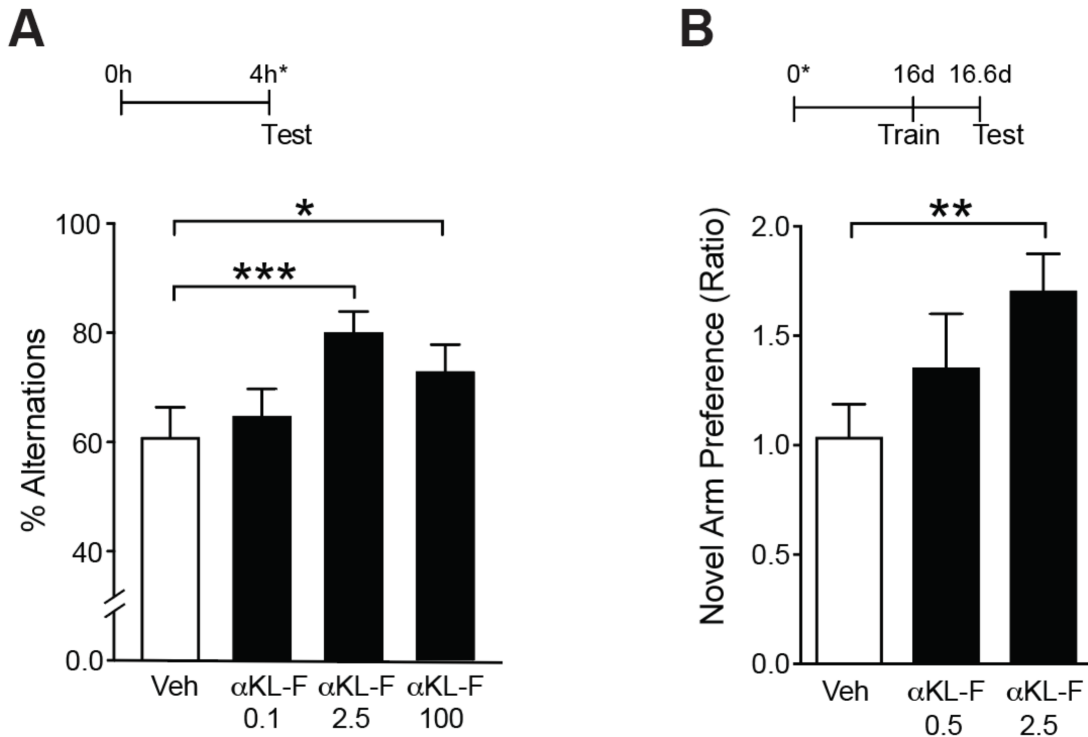 A
0h 4h*
Test
% Alternations
100
80
60
40
0.0
*
***
Veh αKL-F αKL-F αKL-F
0.1 2.5 100
B
0* 16d 16.6d
Train Test
Novel Arm Preference (Ratio)
2.0
1.5
1.0
0.5
0.0
**
Veh αKL-F αKL-F
0.5 2.5